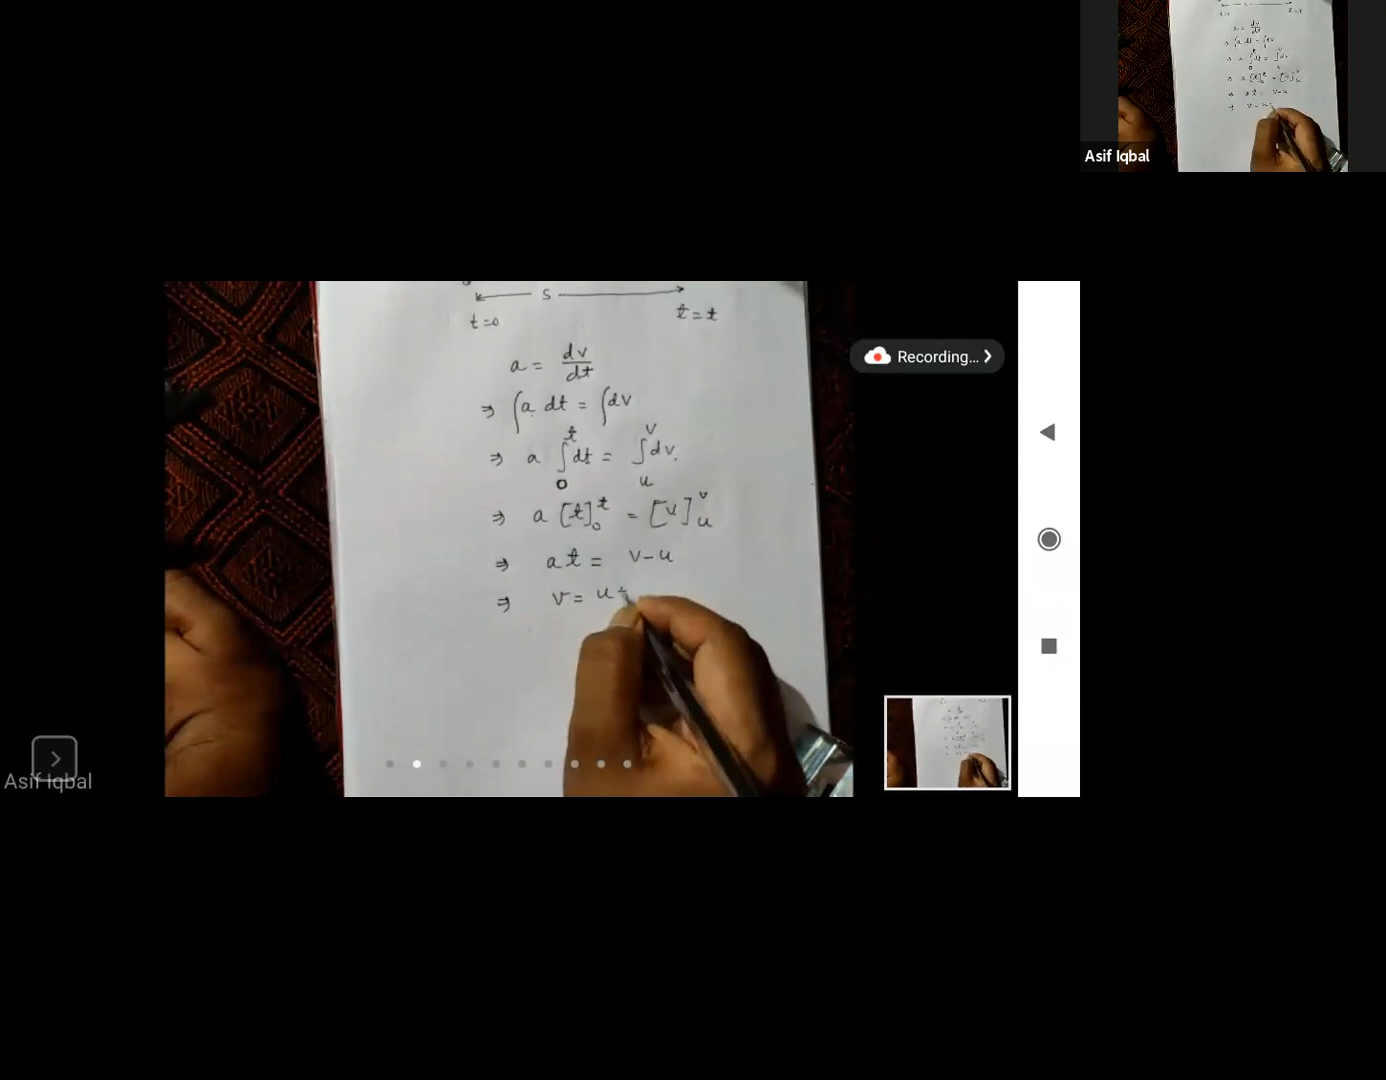 s
t=0 t=t
a = dv/dt
⇒ ∫a dt = ∫dv
⇒ a ∫₀ᵗ dt = ∫ᵤᵛ dv.
⇒ a [t]₀ᵗ = [v]ᵤᵛ
⇒ at = v-u
⇒ v = u+
Recording...
Asif Iqbal
Asif Iqbal